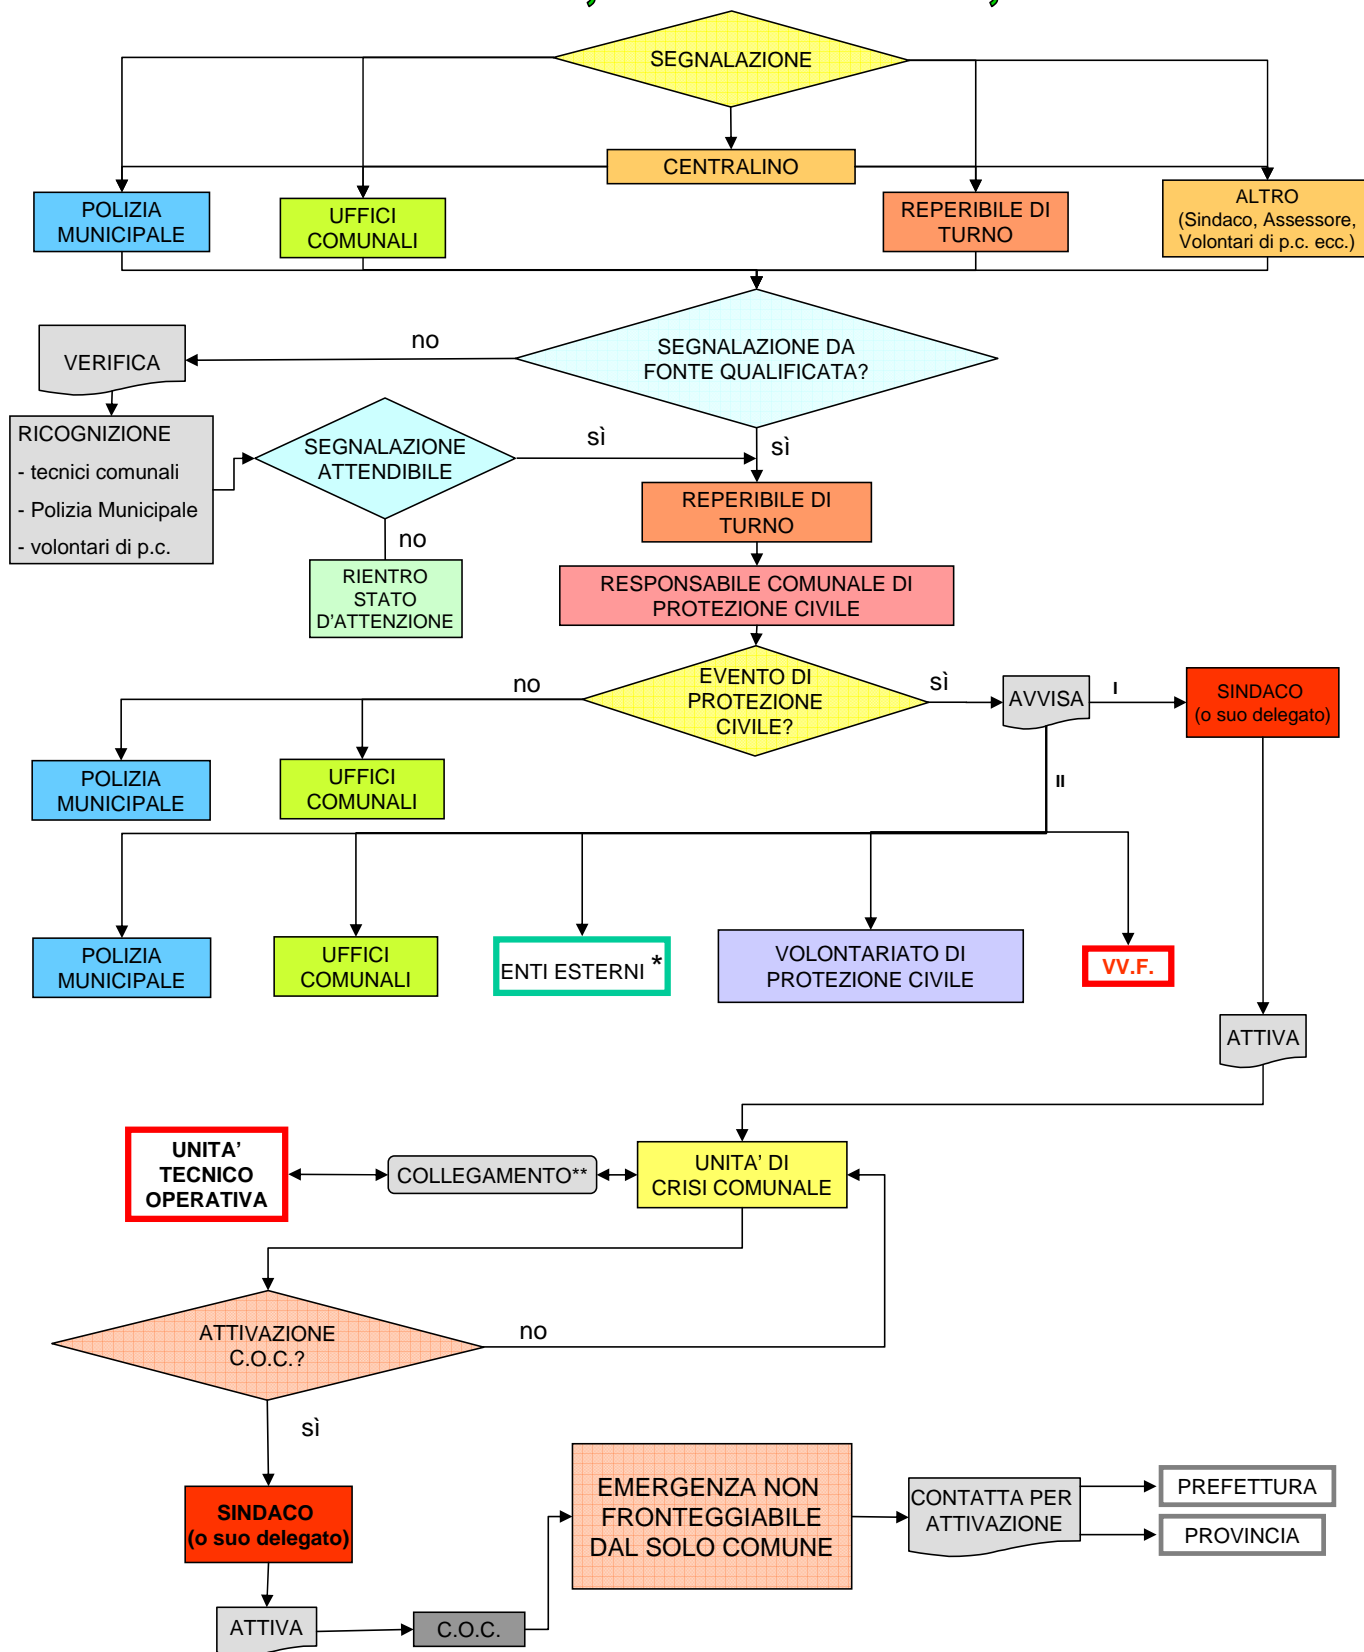 SEGNALAZIONE
CENTRALINO
POLIZIA
MUNICIPALE
UFFICI
COMUNALI
REPERIBILE DI
TURNO
ALTRO
(Sindaco, Assessore,
Volontari di p.c. ecc.)
SEGNALAZIONE DA
FONTE QUALIFICATA?
no
VERIFICA
RICOGNIZIONE
- tecnici comunali
- Polizia Municipale
- volontari di p.c.
SEGNALAZIONE
ATTENDIBILE
sì
sì
no
RIENTRO
STATO
D'ATTENZIONE
REPERIBILE DI
TURNO
RESPONSABILE COMUNALE DI
PROTEZIONE CIVILE
EVENTO DI
PROTEZIONE
CIVILE?
no
sì
AVVISA
I
SINDACO
(o suo delegato)
POLIZIA
MUNICIPALE
UFFICI
COMUNALI
II
POLIZIA
MUNICIPALE
UFFICI
COMUNALI
ENTI ESTERNI *
VOLONTARIATO DI
PROTEZIONE CIVILE
VV.F.
ATTIVA
UNITA'
TECNICO
OPERATIVA
COLLEGAMENTO**
UNITA' DI
CRISI COMUNALE
ATTIVAZIONE
C.O.C.?
no
sì
SINDACO
(o suo delegato)
ATTIVA
C.O.C.
EMERGENZA NON
FRONTEGGIABILE
DAL SOLO COMUNE
CONTATTA PER
ATTIVAZIONE
PREFETTURA
PROVINCIA